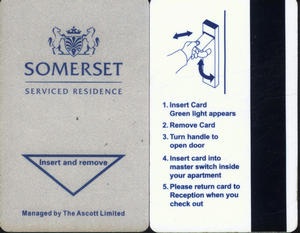 SOMERSET
SERVICED RESIDENCE
Insert and remove
Managed by The Ascott Limited
1. Insert Card
Green light appears
2. Remove Card
3. Turn handle to
open door
4. Insert card into
master switch inside
your apartment
5. Please return card to
Reception when you
check out